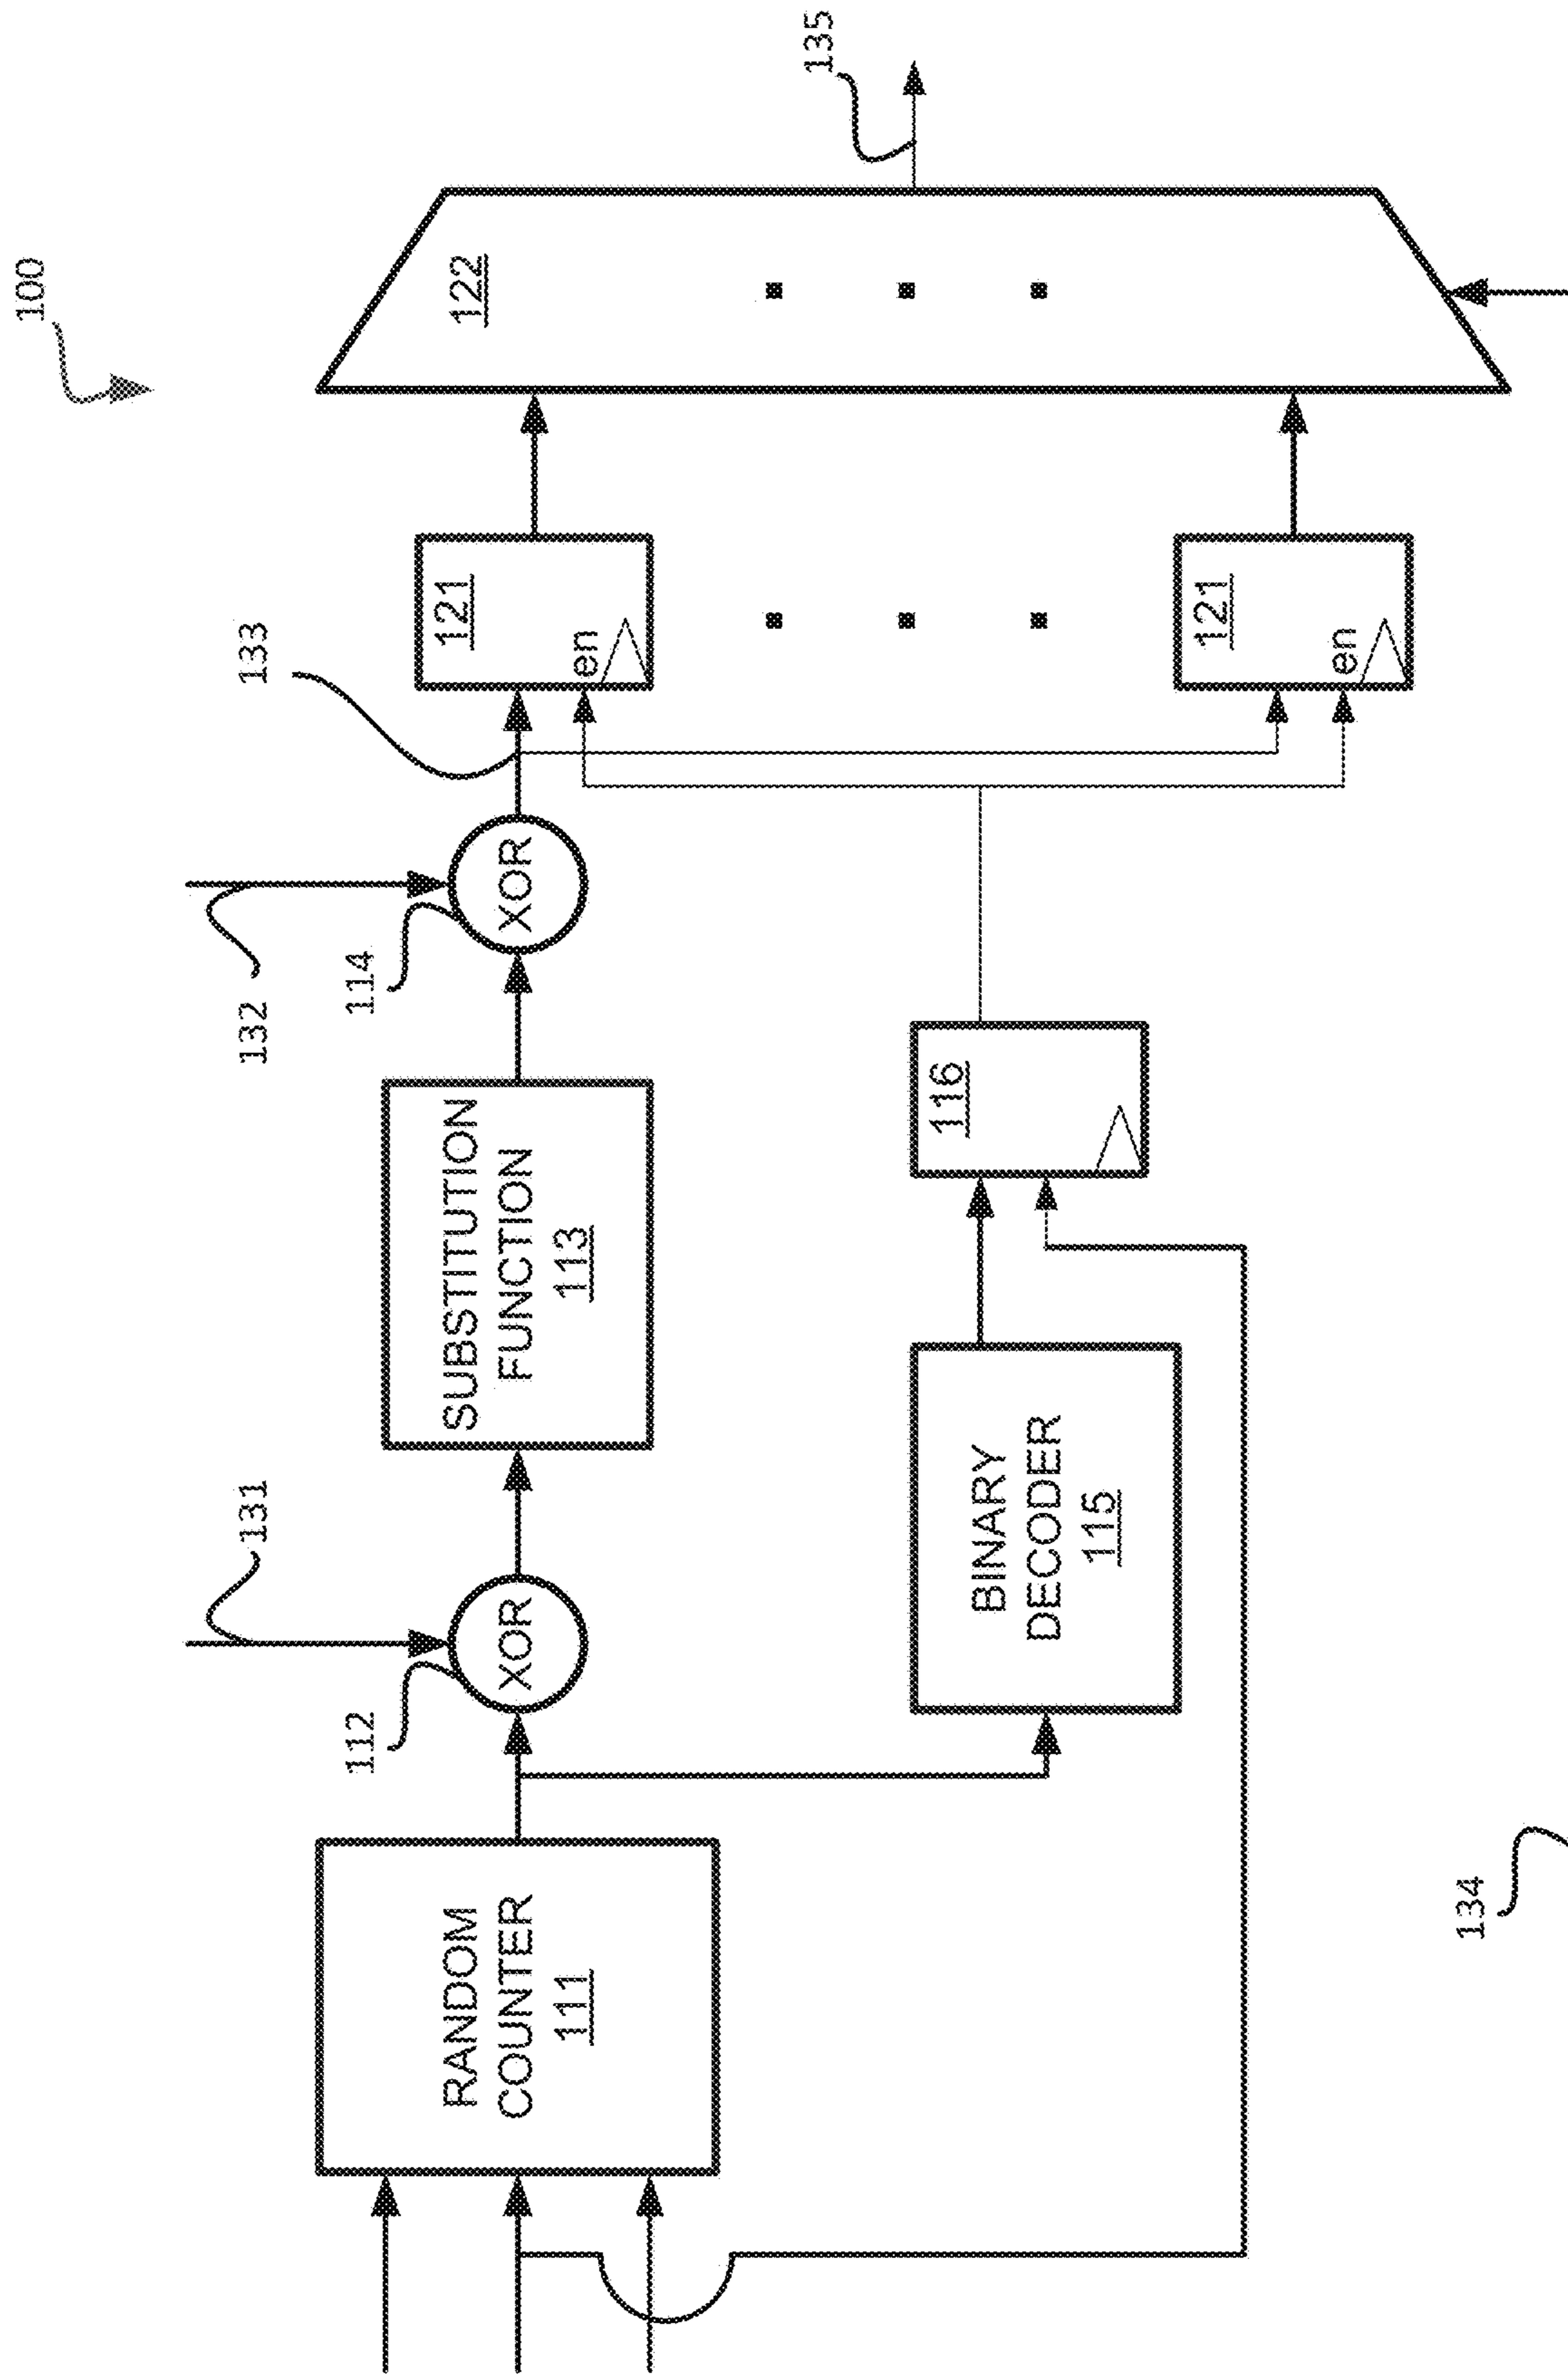 100
131
132
133
135
112
114
RANDOM
COUNTER
111
XOR
SUBSTITUTION
FUNCTION
113
XOR
121
en
122
BINARY
DECODER
115
116
121
en
134